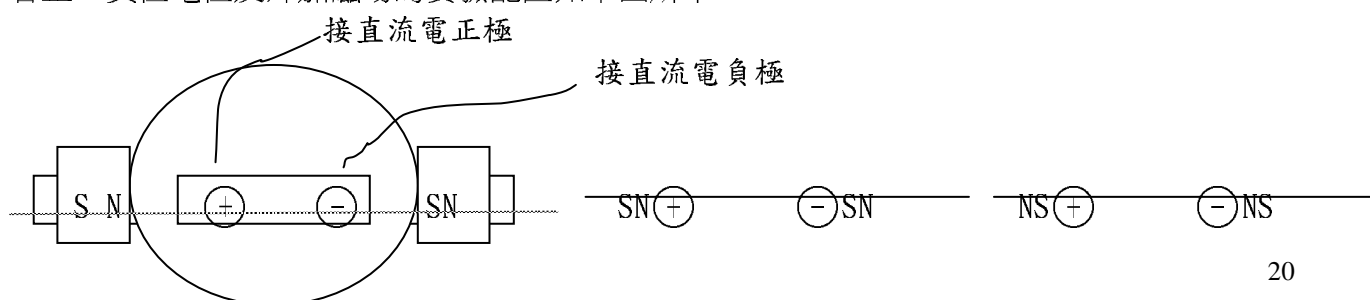 接直流電正極
接直流電負極
S N + - SN
SN + - SN
NS + - NS
20